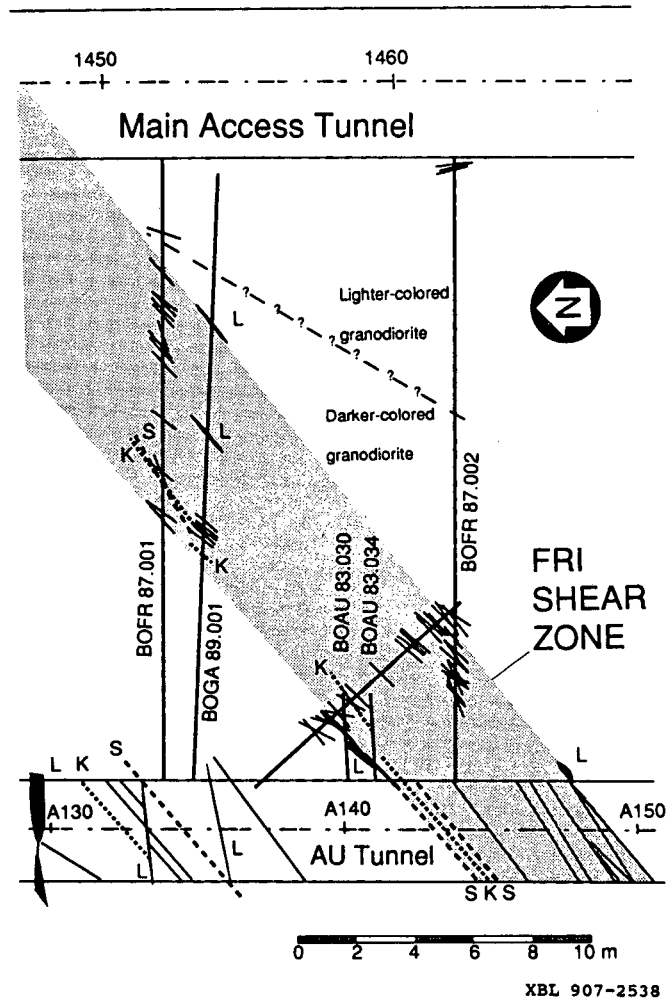 1450 1460
Main Access Tunnel
Lighter-colored
L
granodiorite
N
? ? ? ? ? ? ?
Darker-colored
S L
granodiorite
K
BOFR 87.002
BOAU 83.030
BOAU 83.034
FRI
SHEAR
ZONE
K
BOFR 87.001
BOGA 89.001
K
S
L K L L
A130 A140 A150
L
AU Tunnel
L
S K S
0 2 4 6 8 10 m
XBL 907-2538